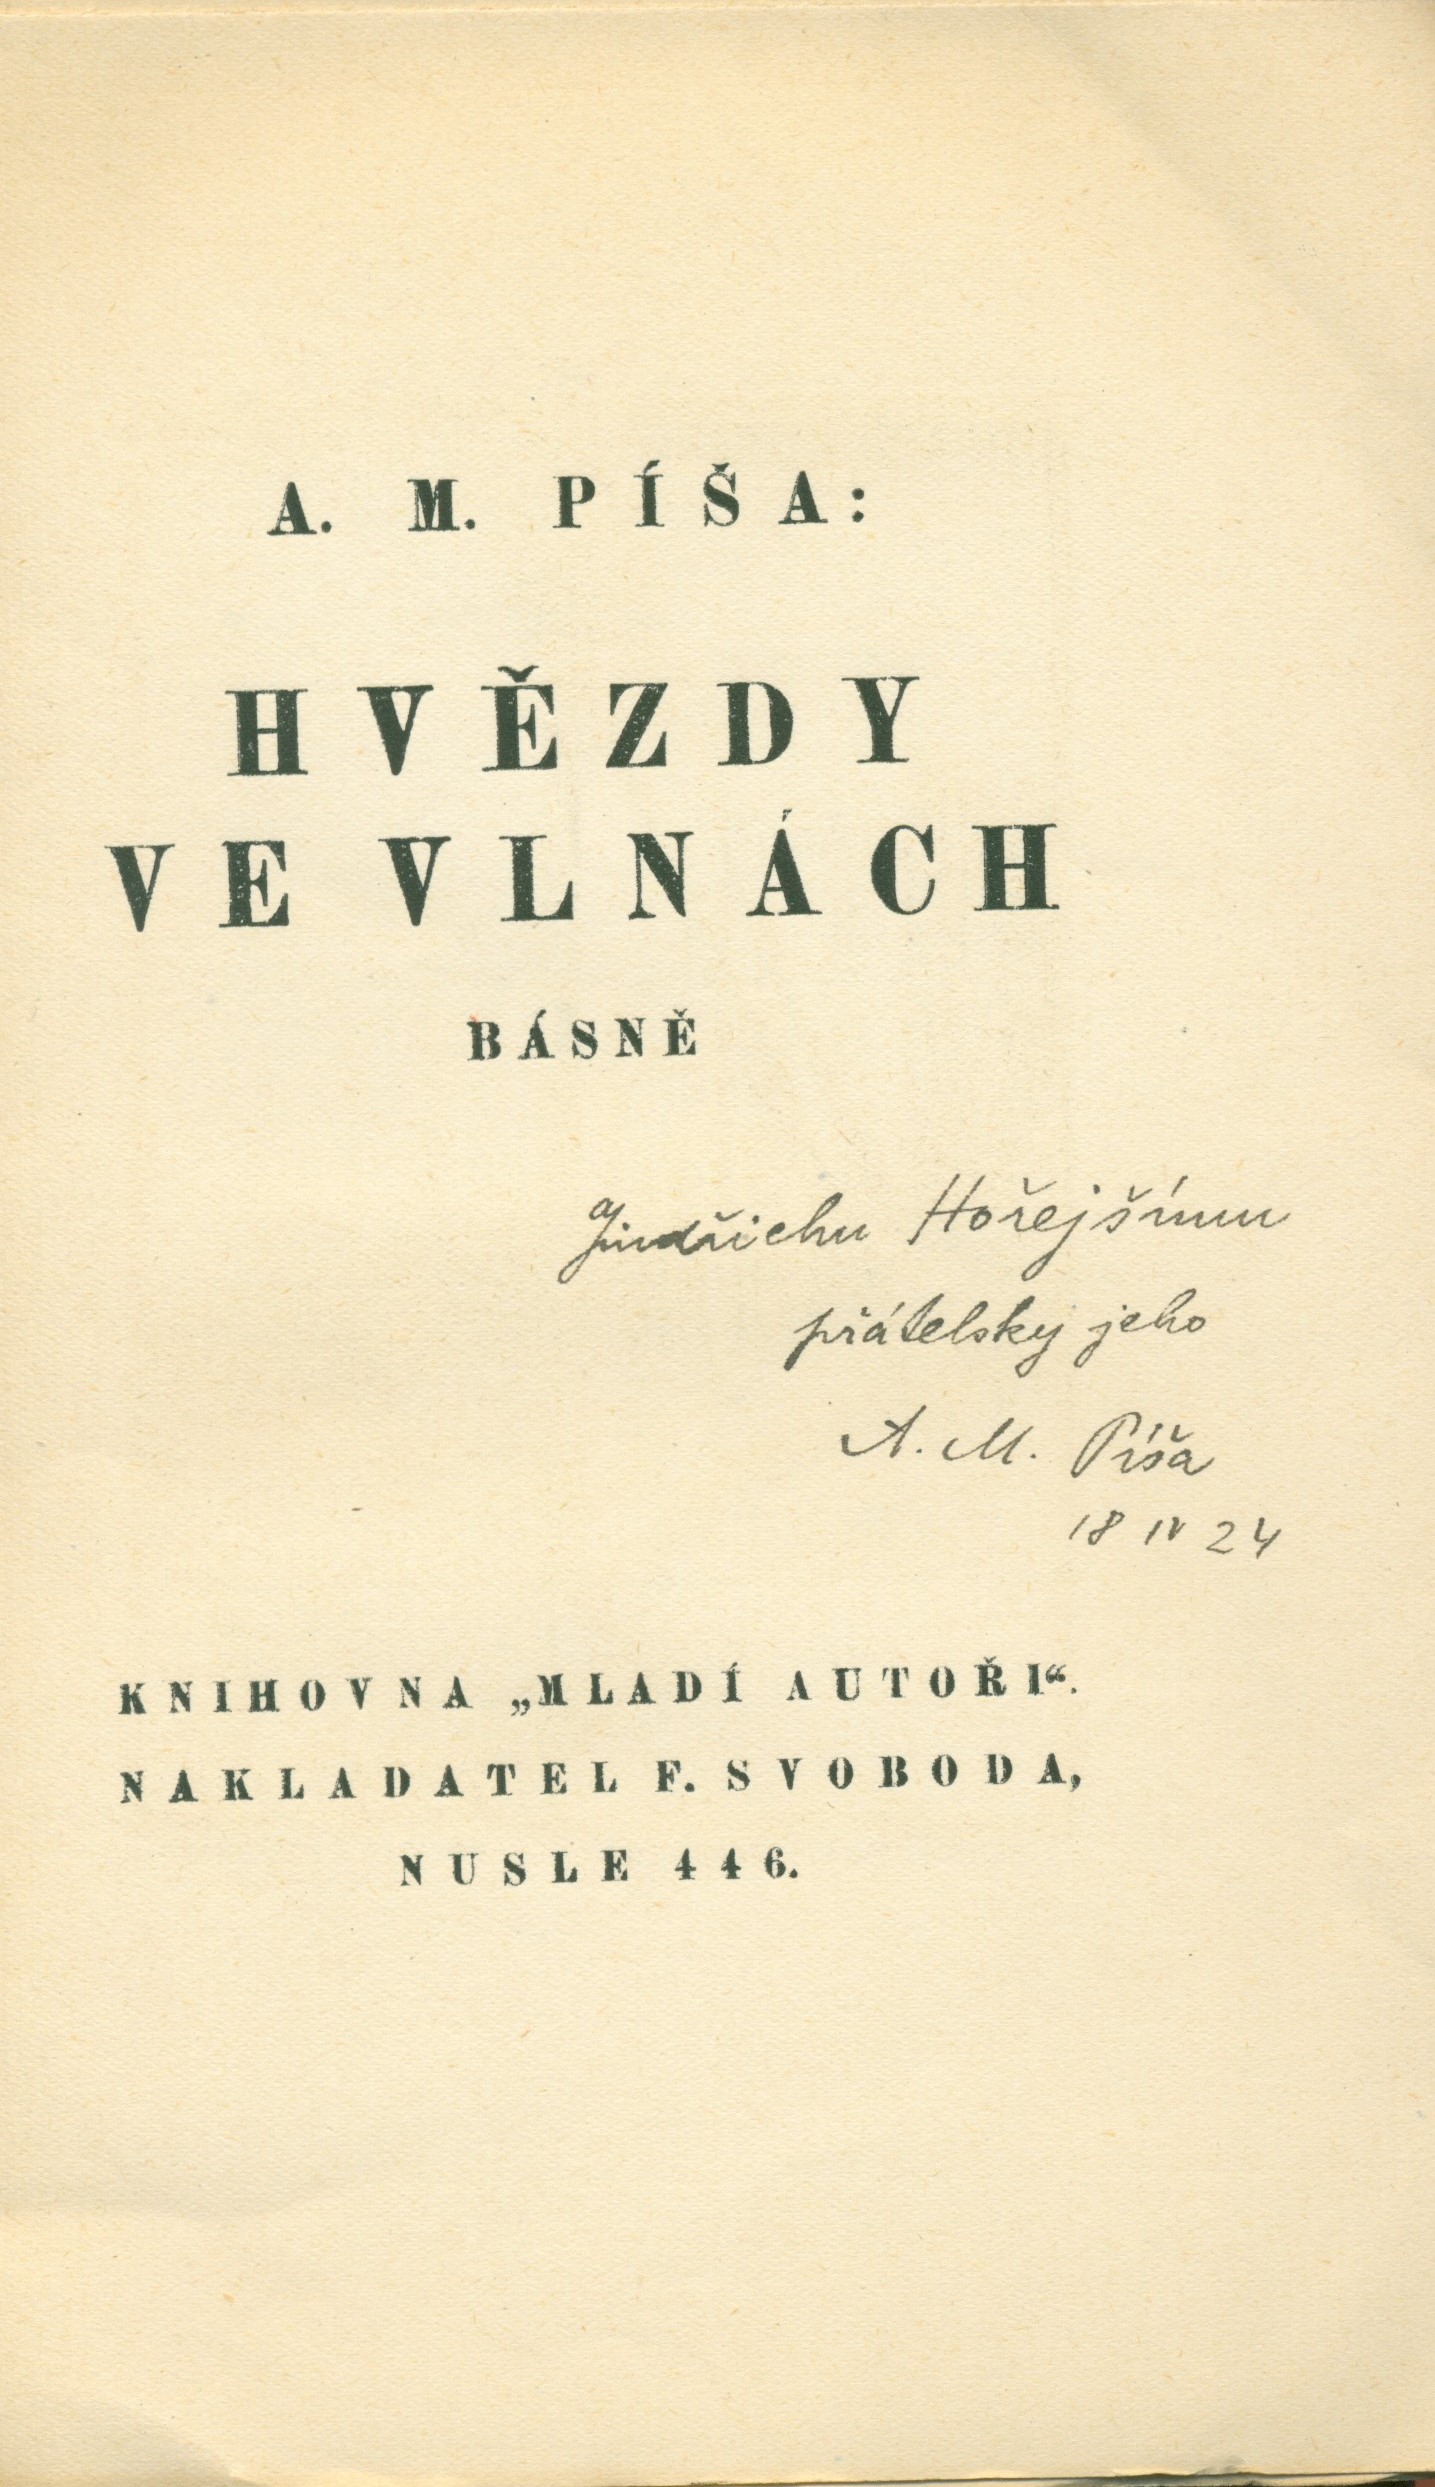 A. M. PÍŠA:
HVĚZDY
VE VLNÁCH
BÁSNĚ
Jindřichu Hořejšímu
přátelsky jeho
A. M. Píša
18 IV 24
KNIHOVNA „MLADÍ AUTOŘI“.
NAKLADATEL F. SVOBODA,
NUSLE 446.